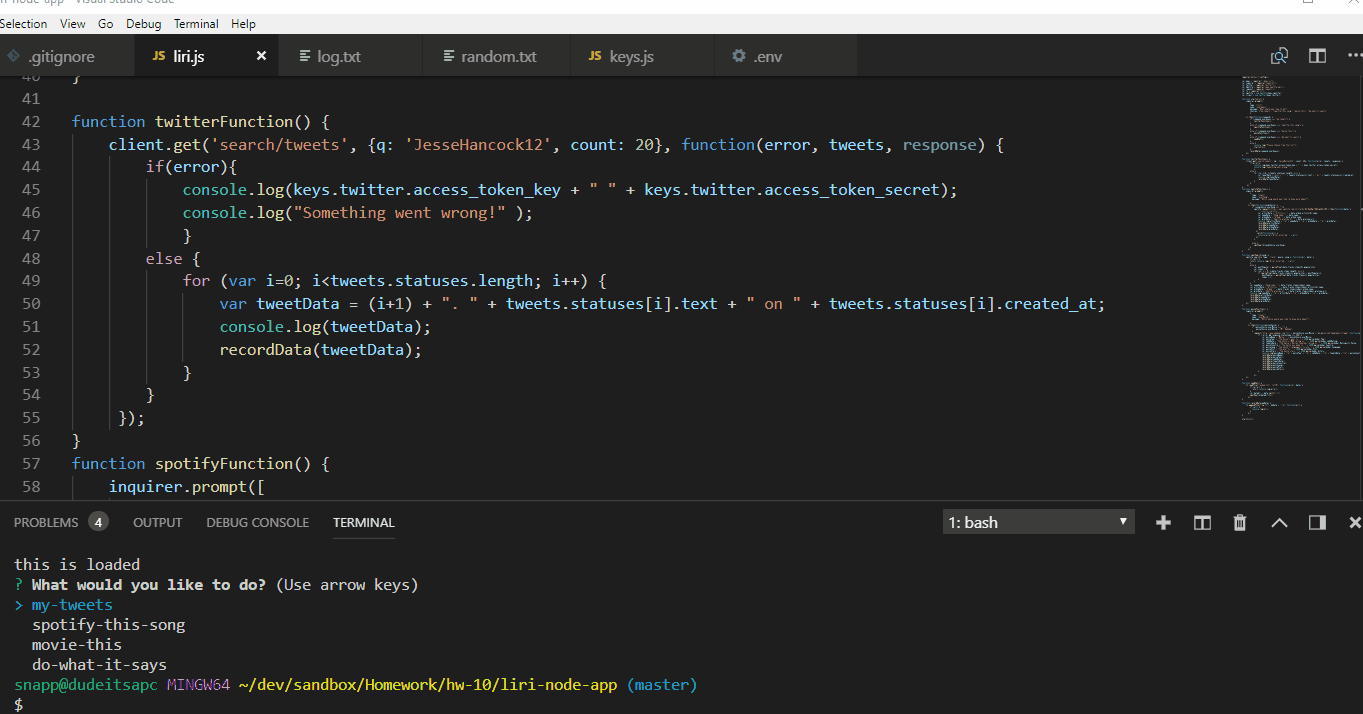 Selection View Go Debug Terminal Help
.gitignore JS liri.js × log.txt random.txt JS keys.js .env
40 }
41
42 function twitterFunction() {
43 client.get('search/tweets', {q: 'JesseHancock12', count: 20}, function(error, tweets, response) {
44 if(error){
45 console.log(keys.twitter.access_token_key + " " + keys.twitter.access_token_secret);
46 console.log("Something went wrong!" );
47 }
48 else {
49 for (var i=0; i<tweets.statuses.length; i++) {
50 var tweetData = (i+1) + ". " + tweets.statuses[i].text + " on " + tweets.statuses[i].created_at;
51 console.log(tweetData);
52 recordData(tweetData);
53 }
54 }
55 });
56 }
57 function spotifyFunction() {
58 inquirer.prompt([
PROBLEMS 4 OUTPUT DEBUG CONSOLE TERMINAL 1: bash
this is loaded
? What would you like to do? (Use arrow keys)
> my-tweets
spotify-this-song
movie-this
do-what-it-says
snapp@dudeitsapc MINGW64 ~/dev/sandbox/Homework/hw-10/liri-node-app (master)
$